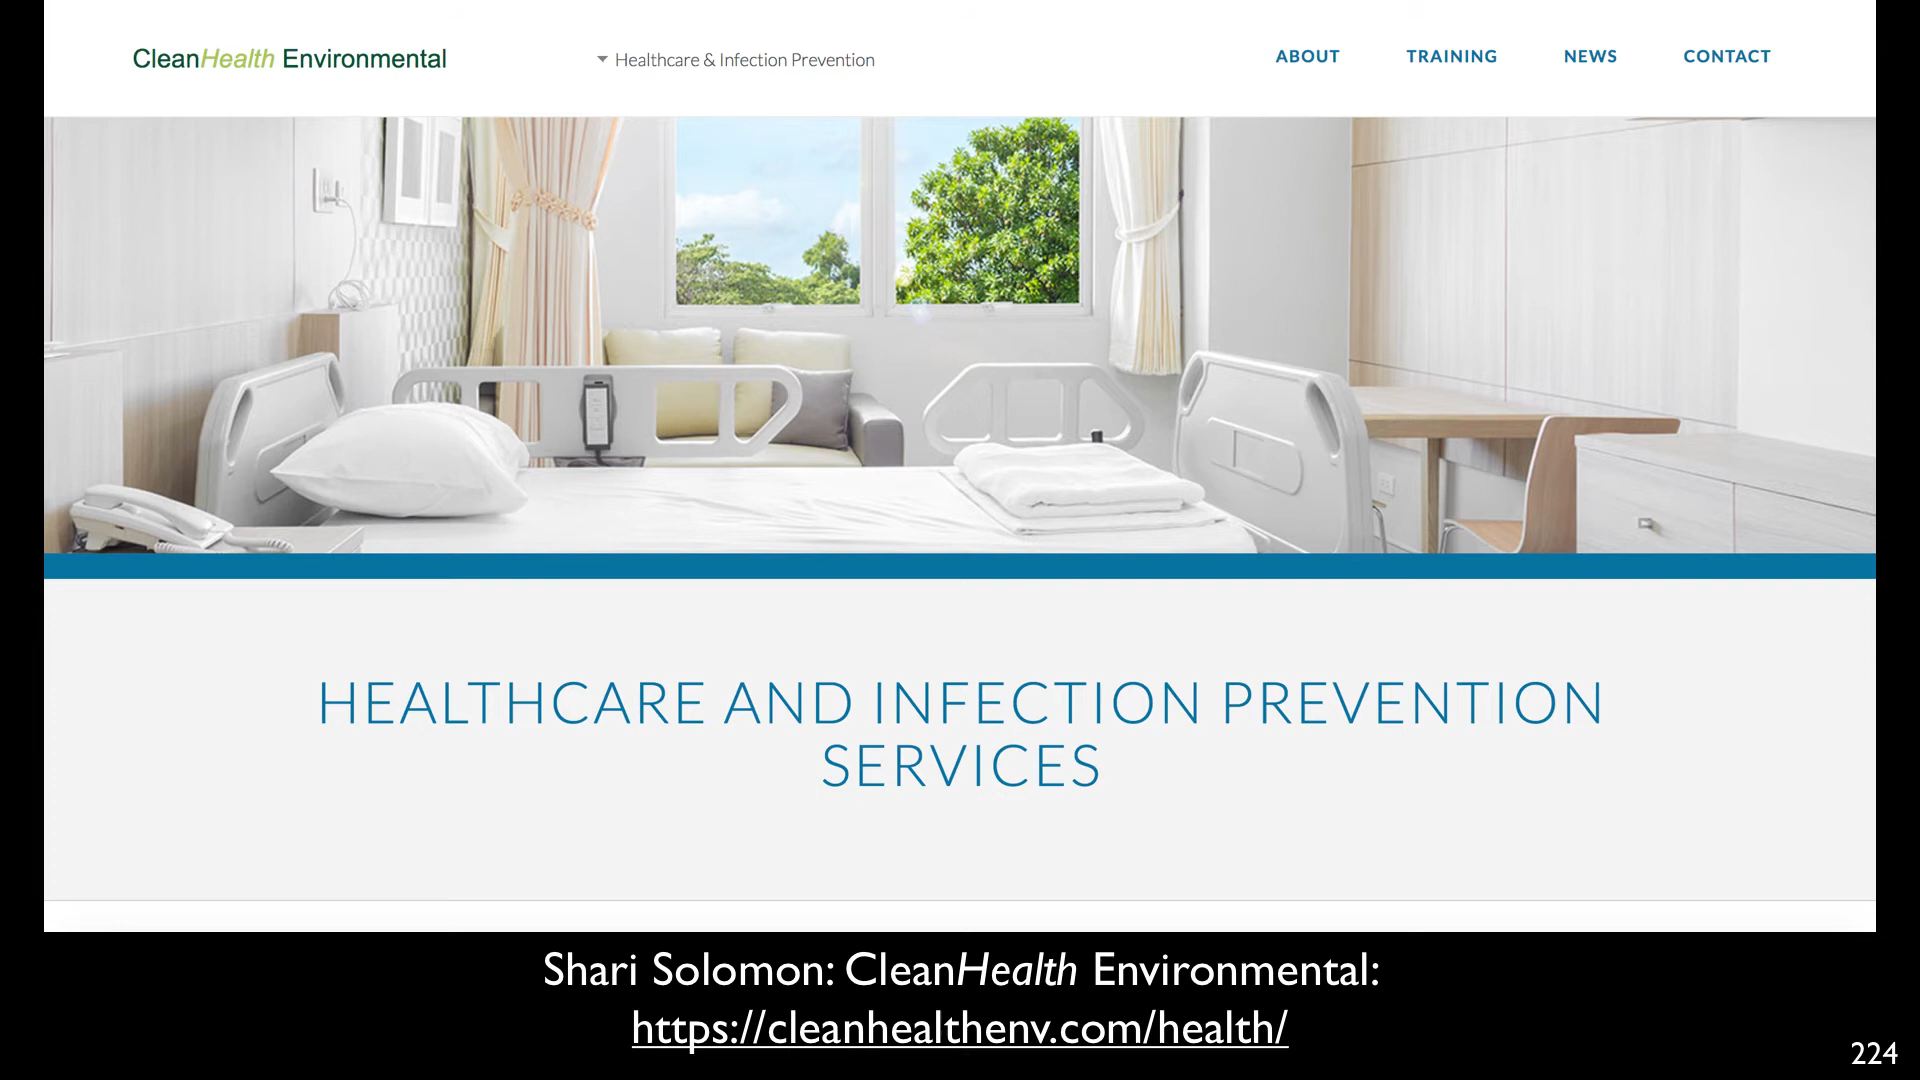 CleanHealth Environmental
Healthcare & Infection Prevention
ABOUT
TRAINING
NEWS
CONTACT
HEALTHCARE AND INFECTION PREVENTION
SERVICES
Shari Solomon: CleanHealth Environmental:
https://cleanhealthenv.com/health/
224